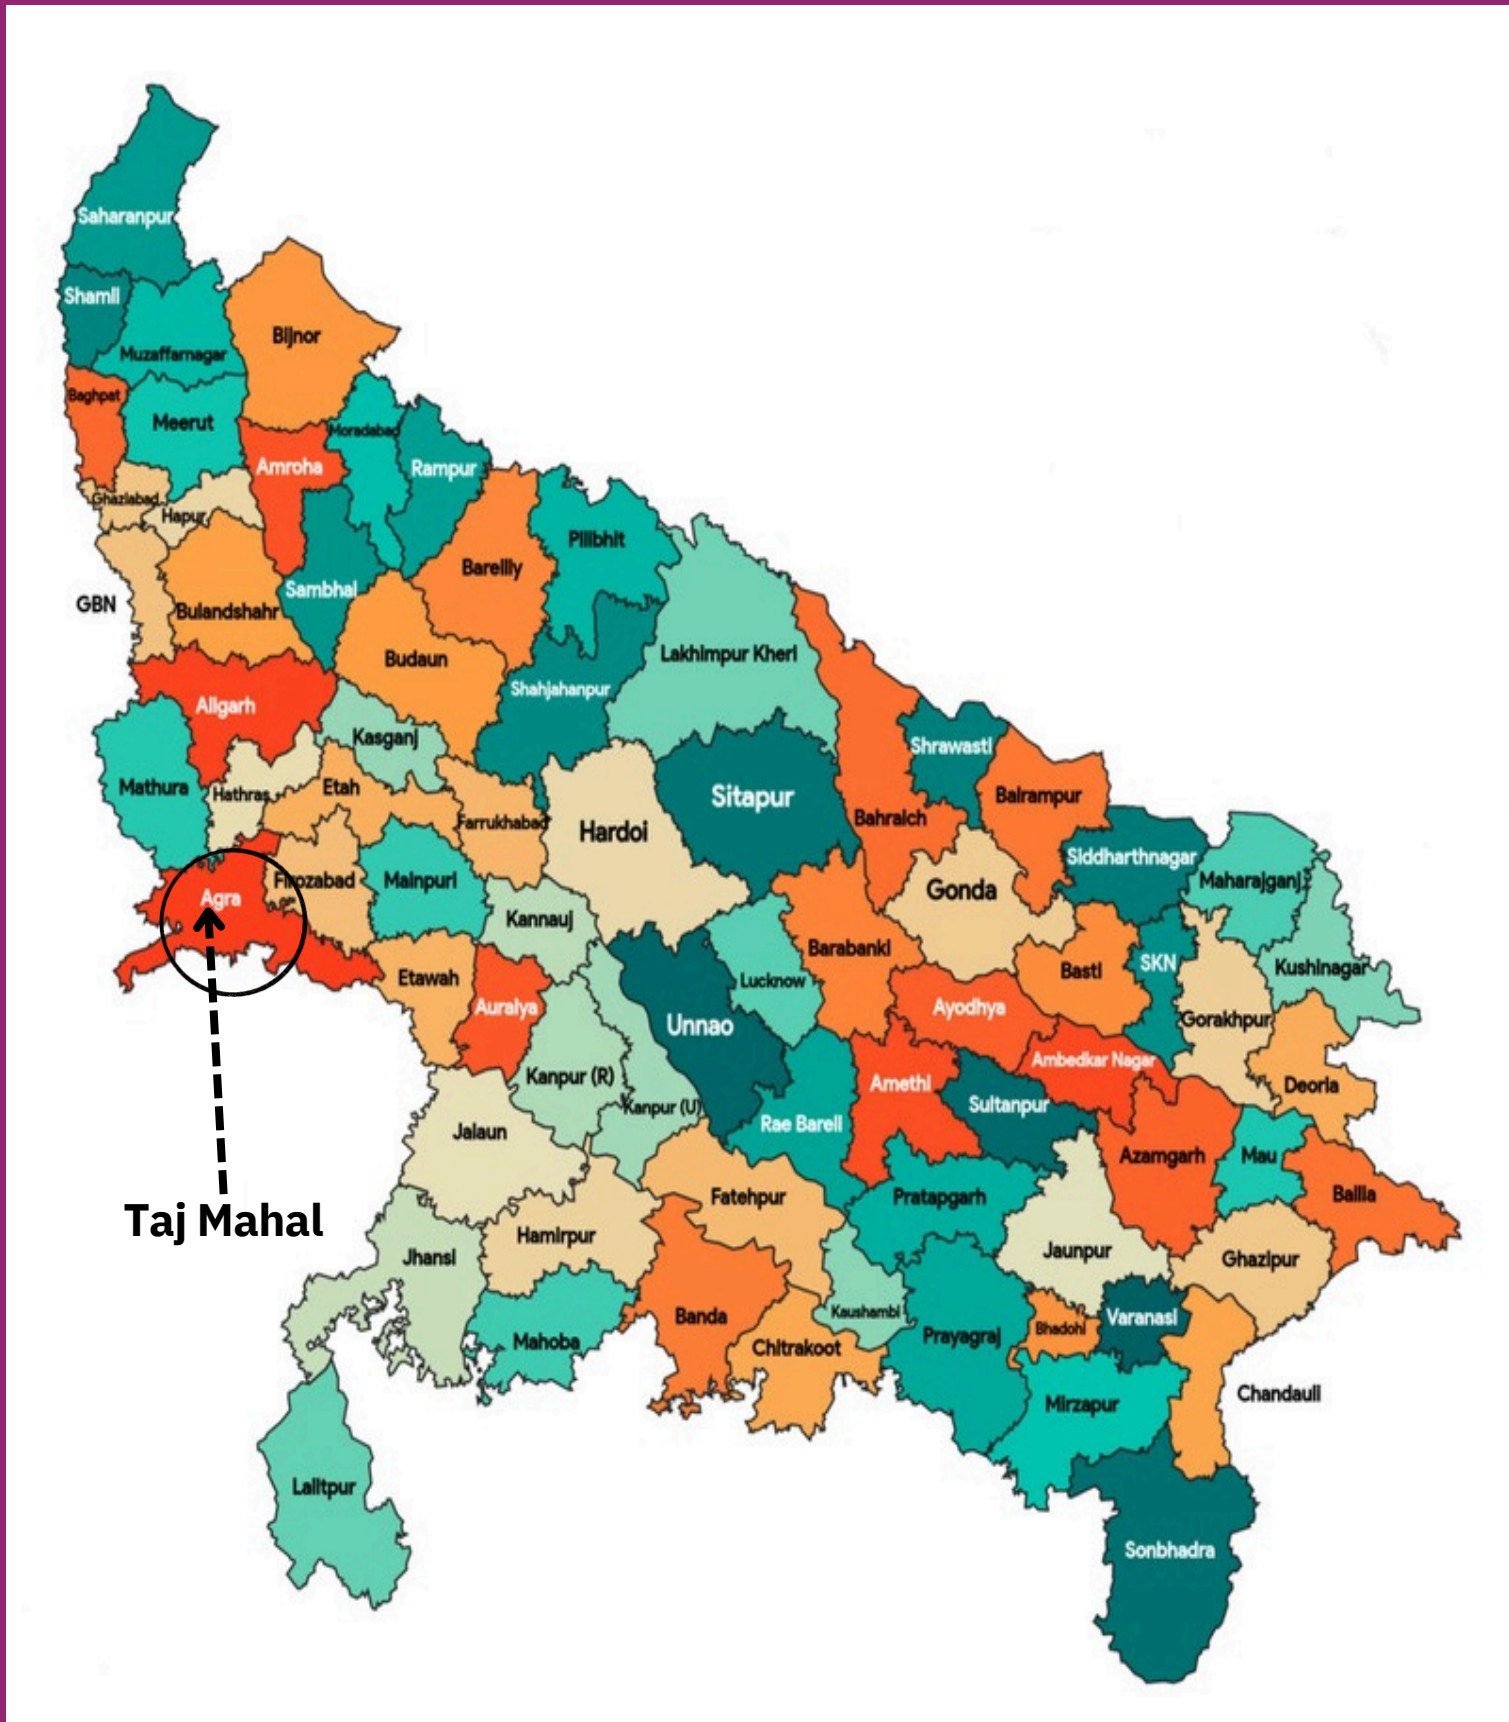 Saharanpur
Shamli
Muzaffarnagar
Bijnor
Baghpat
Meerut
Moradabad
Amroha
Rampur
Ghaziabad
Hapur
Pilibhit
Bareilly
Sambhal
GBN
Bulandshahr
Budaun
Lakhimpur Kheri
Shahjahanpur
Aligarh
Kasganj
Shrawasti
Mathura
Hathras
Etah
Sitapur
Balrampur
Farrukhabad
Hardoi
Bahraich
Siddharthnagar
Agra
Firozabad
Mainpuri
Gonda
Maharajganj
Kannauj
Barabanki
Etawah
Lucknow
Basti
SKN
Kushinagar
Auraiya
Unnao
Ayodhya
Gorakhpur
Kanpur (R)
Amethi
Ambedkar Nagar
Deoria
Kanpur (U)
Sultanpur
Jalaun
Rae Bareli
Azamgarh
Mau
Taj Mahal
Fatehpur
Pratapgarh
Ballia
Jhansi
Hamirpur
Jaunpur
Ghazipur
Mahoba
Banda
Kaushambi
Varanasi
Chitrakoot
Prayagraj
Bhadohi
Mirzapur
Chandauli
Lalitpur
Sonbhadra